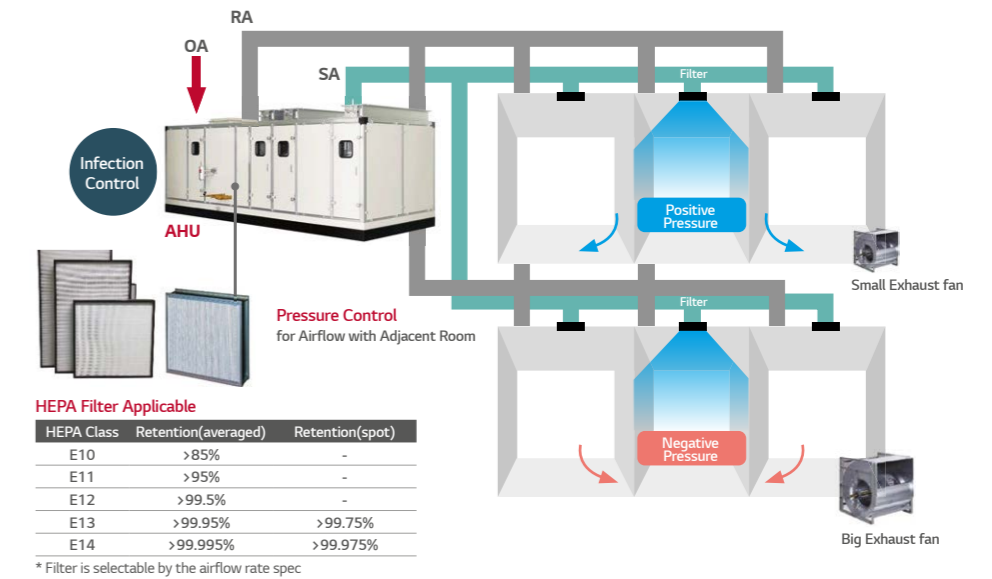 RA
OA
SA
Filter
Infection
Control
AHU
Positive
Pressure
Small Exhaust fan
Filter
Pressure Control
for Airflow with Adjacent Room
Negative
Pressure
Big Exhaust fan
HEPA Filter Applicable
HEPA Class Retention(averaged) Retention(spot)
E10 >85% -
E11 >95% -
E12 >99.5% -
E13 >99.95% >99.75%
E14 >99.995% >99.975%
* Filter is selectable by the airflow rate spec